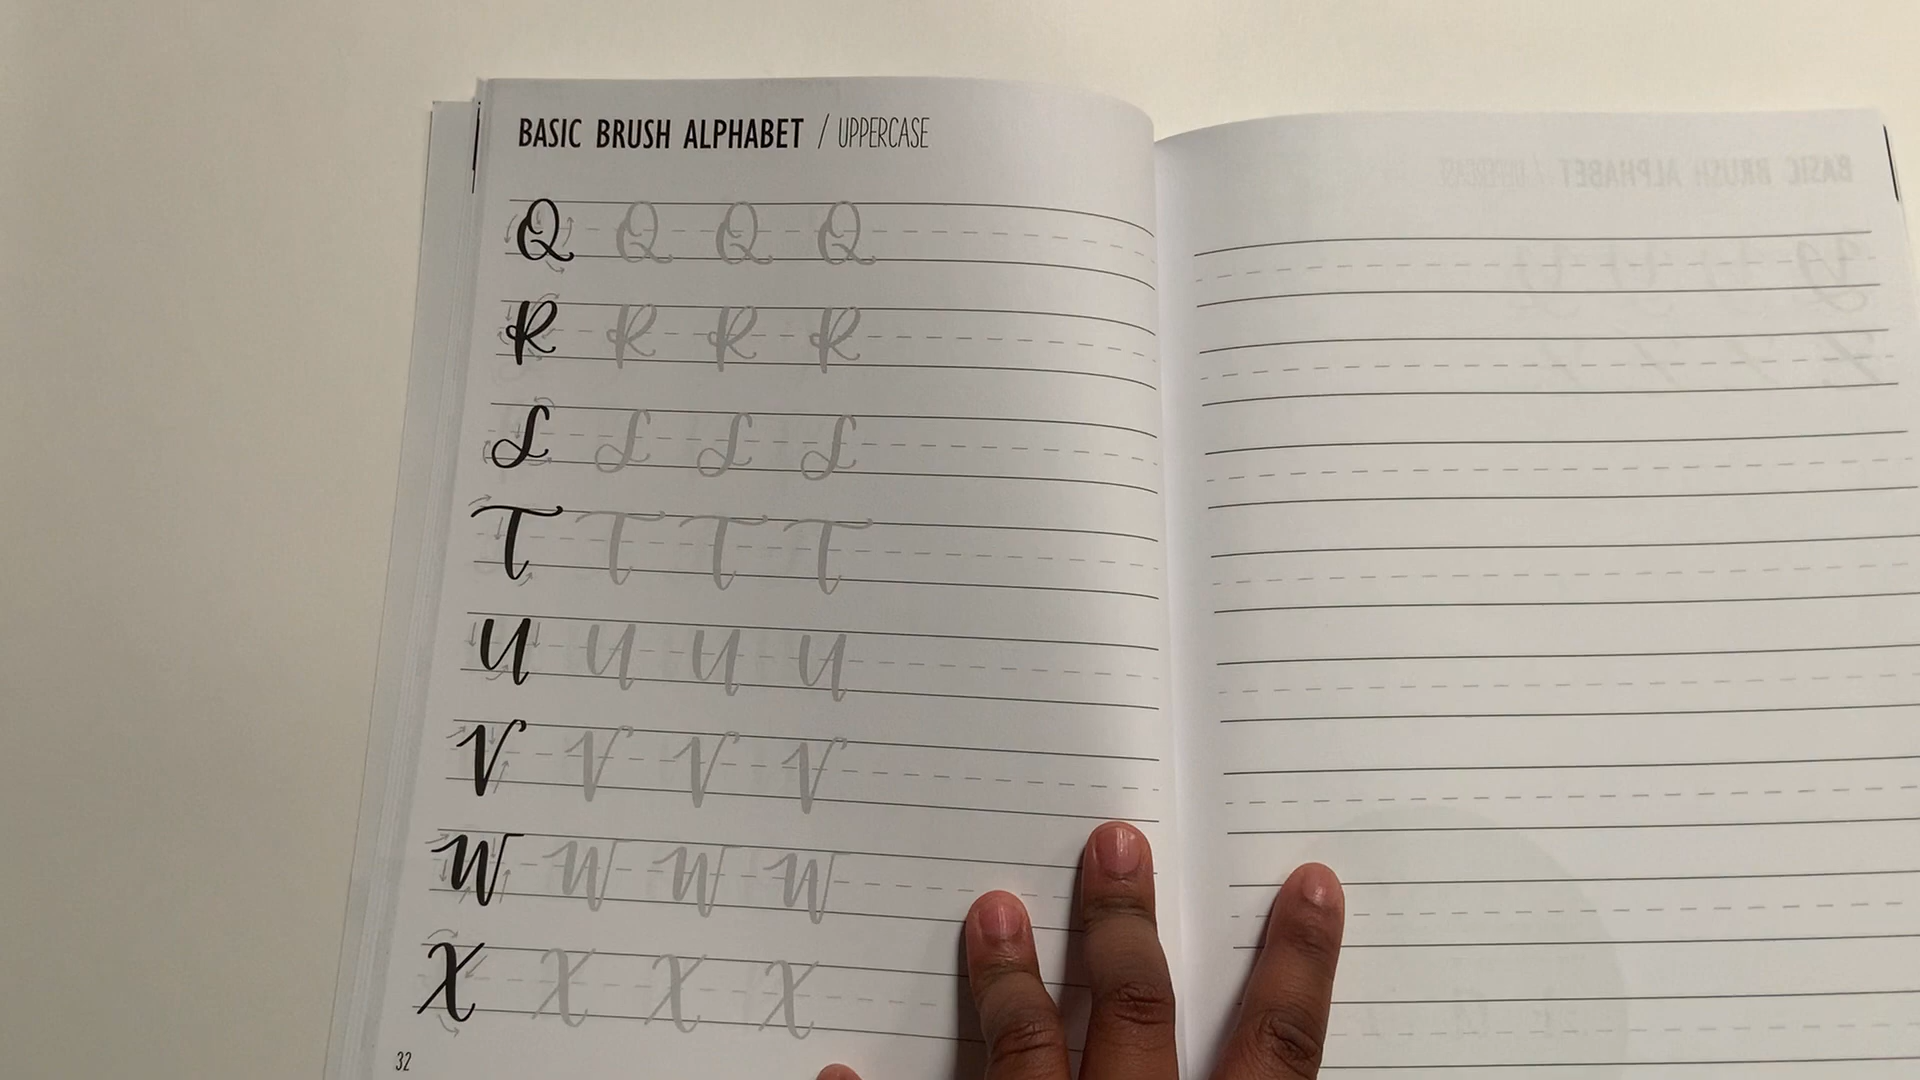 BASIC BRUSH ALPHABET / UPPERCASE
Q Q Q Q
R R R R
L L L L
T T T T
U U U U
V V V V
W W W W
X X X X
32